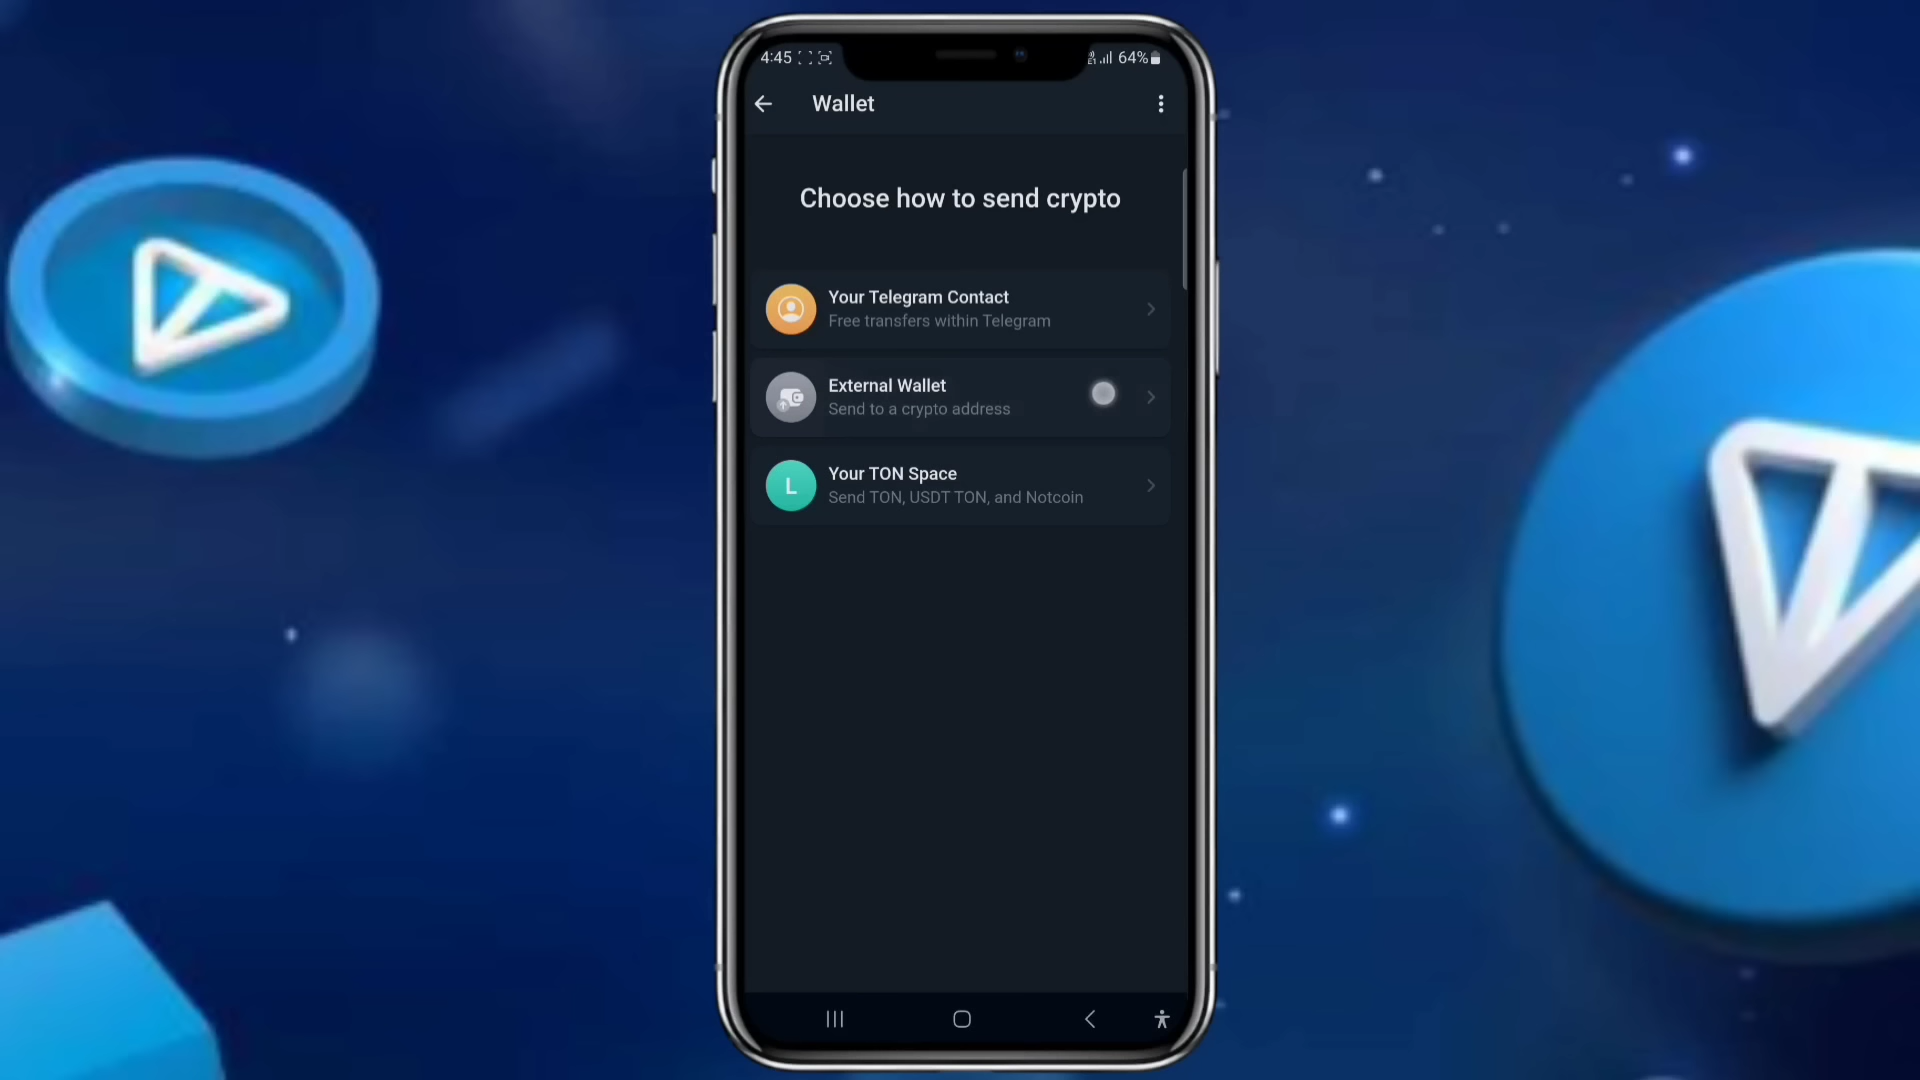 4:45
64%
Wallet
Choose how to send crypto
Your Telegram Contact
Free transfers within Telegram
External Wallet
Send to a crypto address
L
Your TON Space
Send TON, USDT TON, and Notcoin